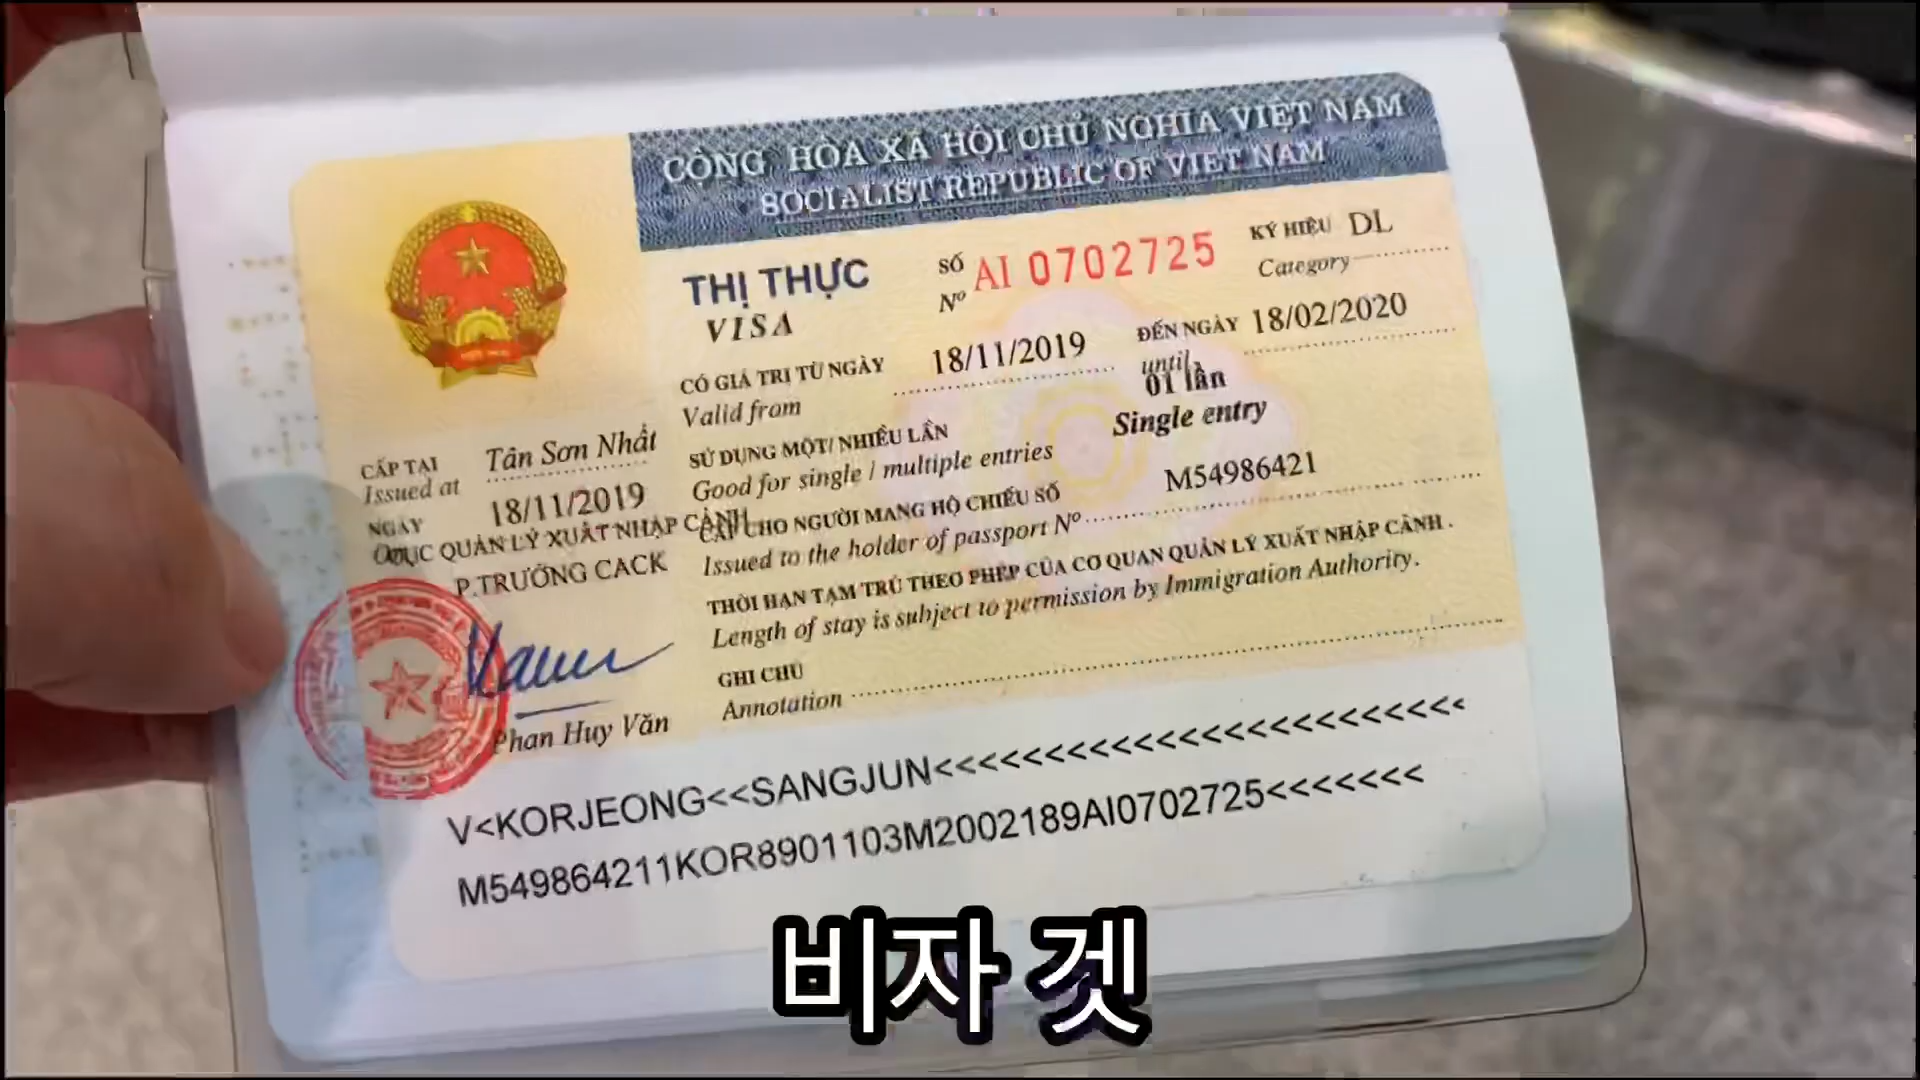 CỘNG HÒA XÃ HỘI CHỦ NGHĨA VIỆT NAM
SOCIALIST REPUBLIC OF VIET NAM
THỊ THỰC
VISA
SỐ
Nº
AI 0702725
KÝ HIỆU DL
Category
CÓ GIÁ TRỊ TỪ NGÀY 18/11/2019
Valid from
ĐẾN NGÀY 18/02/2020
until
01 lần
Single entry
SỬ DỤNG MỘT/ NHIỀU LẦN
Good for single / multiple entries
CẤP CHO NGƯỜI MANG HỘ CHIẾU SỐ M54986421
Issued to the holder of passport Nº
THỜI HẠN TẠM TRÚ THEO PHÉP CỦA CƠ QUAN QUẢN LÝ XUẤT NHẬP CẢNH .
Length of stay is subject to permission by Immigration Authority.
GHI CHÚ
Annotation
CẤP TẠI Tân Sơn Nhất
Issued at
NGÀY 18/11/2019
CỤC QUẢN LÝ XUẤT NHẬP CẢNH
P.TRƯỞNG CACK
Phan Huy Văn
V<KORJEONG<<SANGJUN<<<<<<<<<<<<<<<<<<<<<<<<<
M549864211KOR8901103M2002189AI0702725<<<<<<<
비자 겟